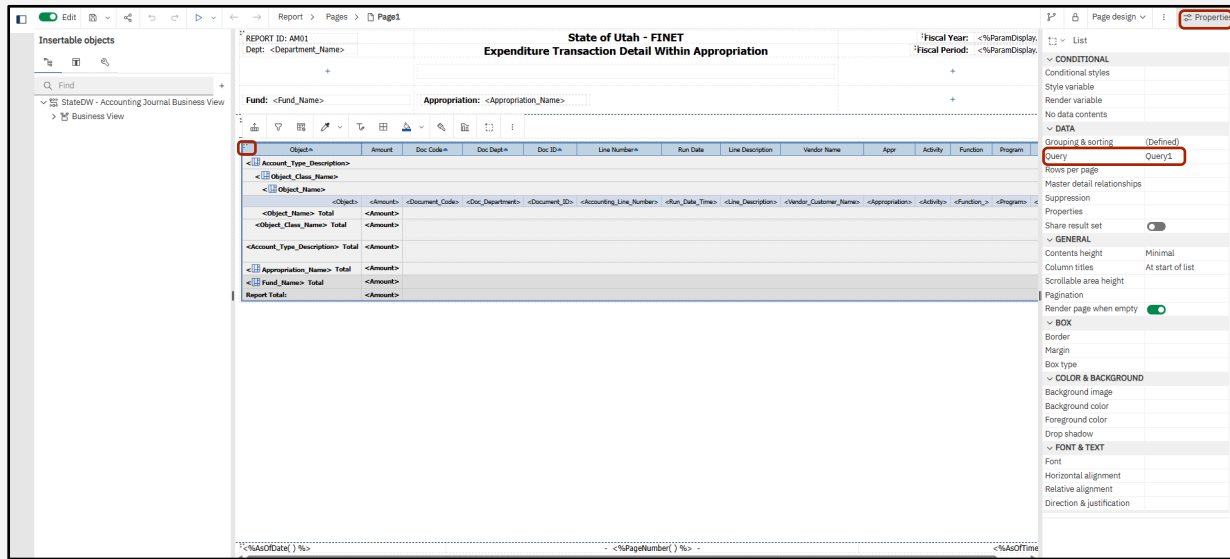 Edit
Report > Pages > Page1
Page design
Properties
Insertable objects
Find
StateDW - Accounting Journal Business View
Business View
REPORT ID: AM01
State of Utah - FINET
Fiscal Year: <%ParamDisplay.
Dept: <Department_Name>
Expenditure Transaction Detail Within Appropriation
Fiscal Period: <%ParamDisplay.
Fund: <Fund_Name>
Appropriation: <Appropriation_Name>
Object Amount Doc Code Doc Dept Doc ID Line Number Run Date Line Description Vendor Name Appr Activity Function Program
<Account_Type_Description>
<Object_Class_Name>
<Object_Name>
<Object> <Amount> <Document_Code> <Doc_Department> <Document_ID> <Accounting_Line_Number> <Run_Date_Time> <Line_Description> <Vendor_Customer_Name> <Appropriation> <Activity> <Function_> <Program>
<Object_Name> Total <Amount>
<Object_Class_Name> Total <Amount>
<Account_Type_Description> Total <Amount>
<Appropriation_Name> Total <Amount>
<Fund_Name> Total <Amount>
Report Total: <Amount>
<%AsOfDate( ) %>
- <%PageNumber( ) %> -
<%AsOfTime
List
CONDITIONAL
Conditional styles
Style variable
Render variable
No data contents
DATA
Grouping & sorting (Defined)
Query Query1
Rows per page
Master detail relationships
Suppression
Properties
Share result set
GENERAL
Contents height Minimal
Column titles At start of list
Scrollable area height
Pagination
Render page when empty
BOX
Border
Margin
Box type
COLOR & BACKGROUND
Background image
Background color
Foreground color
Drop shadow
FONT & TEXT
Font
Horizontal alignment
Relative alignment
Direction & justification